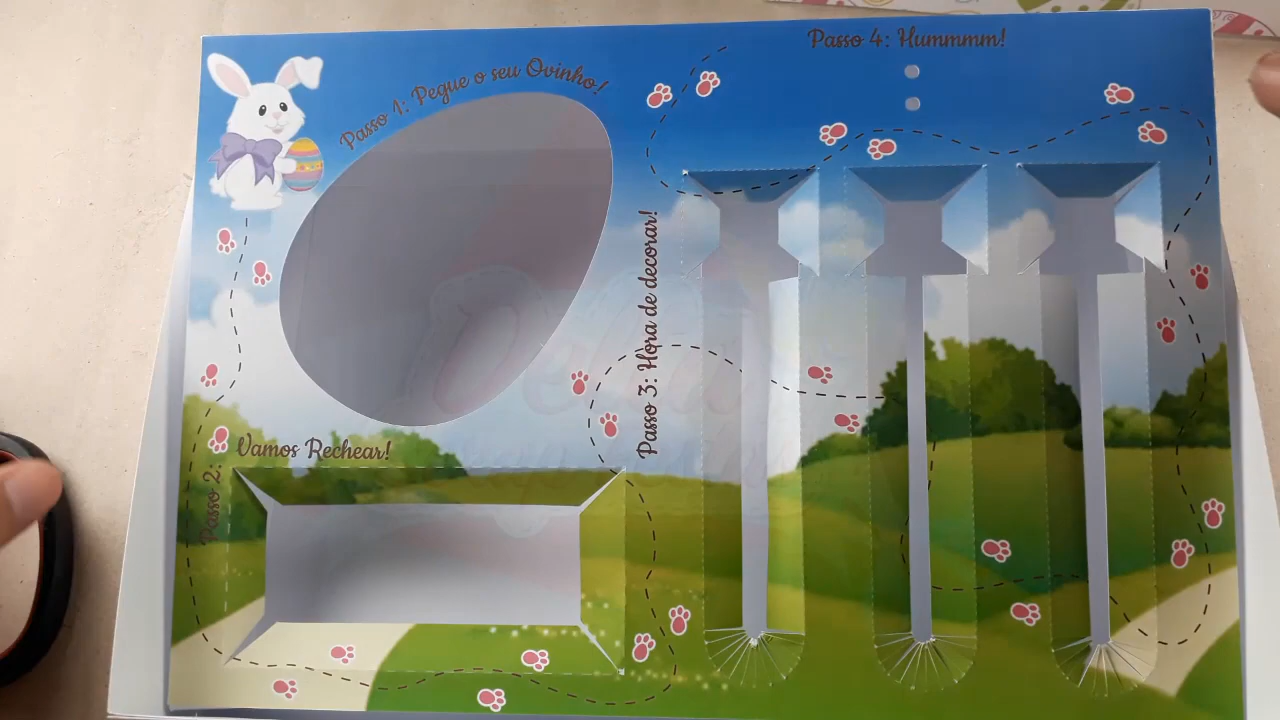 Passo 1: Pegue o seu Ovinho!
Passo 2: Vamos Rechear!
Passo 3: Hora de decorar!
Passo 4: Hummmm!